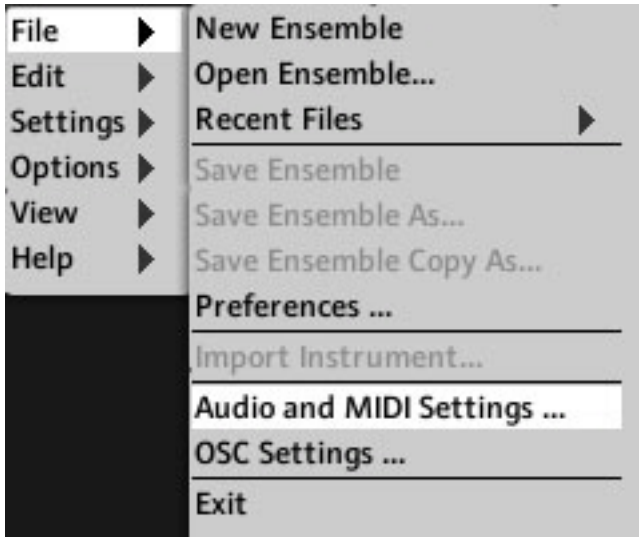 File
Edit
Settings
Options
View
Help
New Ensemble
Open Ensemble...
Recent Files
Save Ensemble
Save Ensemble As...
Save Ensemble Copy As...
Preferences ...
Import Instrument...
Audio and MIDI Settings ...
OSC Settings ...
Exit